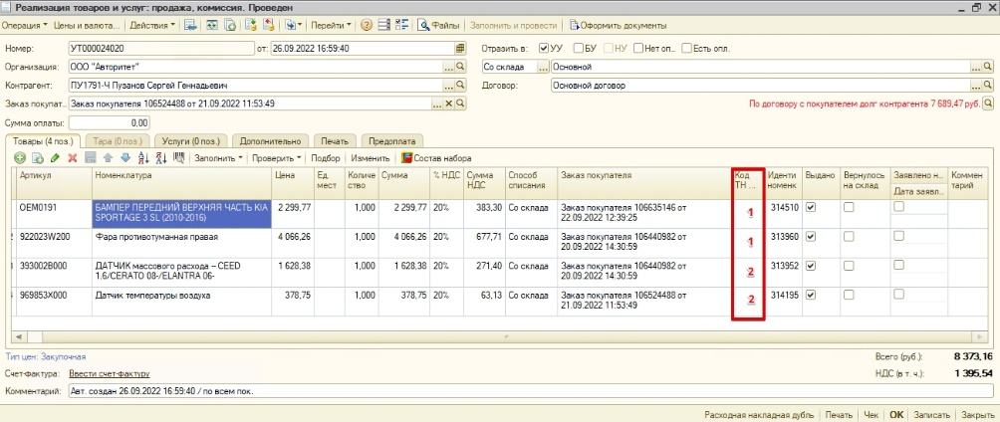 Реализация товаров и услуг: продажа, комиссия. Проведен
Операция Цены и валюта... Действия Перейти Файлы Заполнить и провести Оформить документы
Номер: УТ000024020 от: 26.09.2022 16:59:40 Отразить в: УУ БУ НУ Нет оп.. Есть опл.
Организация: ООО "Авторитет" ... Со склада ... Основной ...
Контрагент: ПУ1791-Ч Пузанов Сергей Геннадьевич ... Договор: Основной договор ...
Заказ покупат... Заказ покупателя 106524488 от 21.09.2022 11:53:49 ... По договору с покупателем долг контрагента 7 689,47 руб.
Сумма оплаты: 0,00
Товары (4 поз.) Тара (0 поз.) Услуги (0 поз.) Дополнительно Печать Предоплата
Заполнить Проверить Подбор Изменить Состав набора
Артикул Номенклатура Цена Ед. Количе Сумма % НДС Сумма Способ Заказ покупателя Код Иденти Выдано Вернулось Заявлено н... Коммен
мест ство НДС списания ТН ... номенк на склад Дата заявл... тарий
OEM0191 БАМПЕР ПЕРЕДНИЙ ВЕРХНЯЯ ЧАСТЬ KIA 2 299,77 1,000 2 299,77 20% 383,30 Со склада Заказ покупателя 106635146 от 1 314510
SPORTAGE 3 SL (2010-2016) 22.09.2022 12:39:25
2 922023W200 Фара противотуманная правая 4 066,26 1,000 4 066,26 20% 677,71 Со склада Заказ покупателя 106440982 от 1 313960
20.09.2022 14:30:59
393002B000 ДАТЧИК массового расхода – CEED 1 628,38 1,000 1 628,38 20% 271,40 Со склада Заказ покупателя 106440982 от 2 313952
1.6/CERATO 08-/ELANTRA 06- 20.09.2022 14:30:59
969853X000 Датчик температуры воздуха 378,75 1,000 378,75 20% 63,13 Со склада Заказ покупателя 106524488 от 2 314195
21.09.2022 11:53:49
Тип цен: Закупочная Всего (руб.): 8 373,16
Счет-фактура: Ввести счет-фактуру НДС (в т. ч.): 1 395,54
Комментарий: Авт. создан 26.09.2022 16:59:40 / по всем пок.
Расходная накладная дубль Печать Чек OK Записать Закрыть